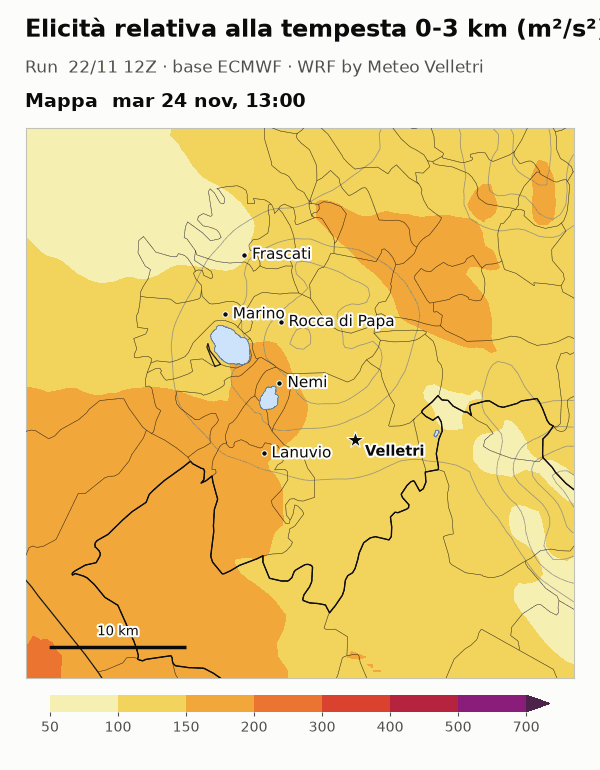 Elicità relativa alla tempesta 0-3 km (m²/s²)
Run  22/11 12Z · base ECMWF · WRF by Meteo Velletri
Mappa  mar 24 nov, 13:00
Frascati
Marino
Rocca di Papa
Nemi
Velletri
Lanuvio
10 km
50 100 150 200 300 400 500 700